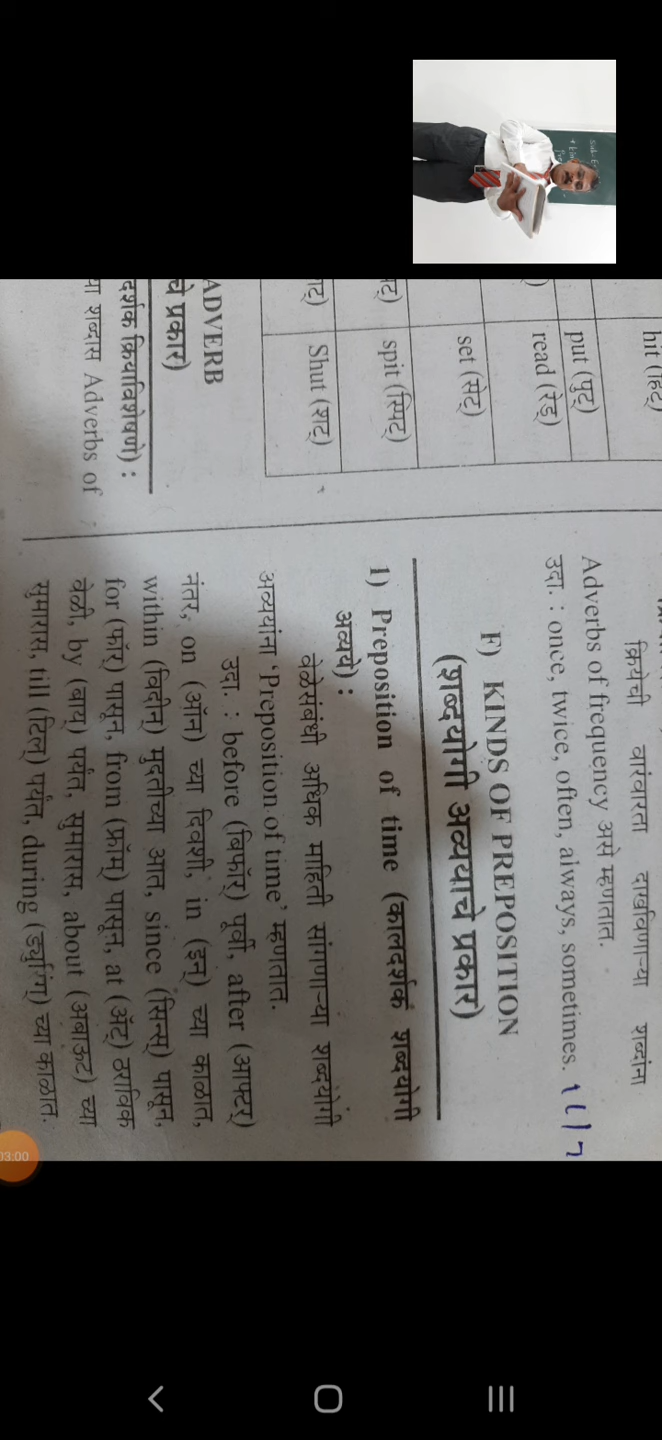 hit (हिट्)
put (पुट्)
read (रेड्)
set (सेट्)
spit (स्पिट्)
Shut (शट्)
ADVERB
चे प्रकार)
दर्शक क्रियाविशेषणे) :
या शब्दास Adverbs of
क्रियेची वारंवारता दाखविणाऱ्या शब्दांना
Adverbs of frequency असे म्हणतात.
उदा. : once, twice, often, always, sometimes.
F) KINDS OF PREPOSITION
(शब्दयोगी अव्ययाचे प्रकार)
1) Preposition of time (कालदर्शक शब्दयोगी
अव्यये) :
वेळेसंबंधी अधिक माहिती सांगणाऱ्या शब्दयोगी
अव्ययांना ‘Preposition of time’ म्हणतात.
उदा. : before (बिफॉर्) पूर्वी, after (आफ्टर्)
नंतर, on (ऑन) च्या दिवशी, in (इन्) च्या काळात,
within (विदीन) मुदतीच्या आत, since (सिन्स्) पासून,
for (फॉर) पासून, from (फ्रॉम) पासून, at (ॲट्) ठराविक
वेळी, by (बाय्) पर्यंत, सुमारास, about (अबाऊट) च्या
सुमारास, till (टिल्) पर्यंत, during (ड्युरिंग्) च्या काळात.
03:00